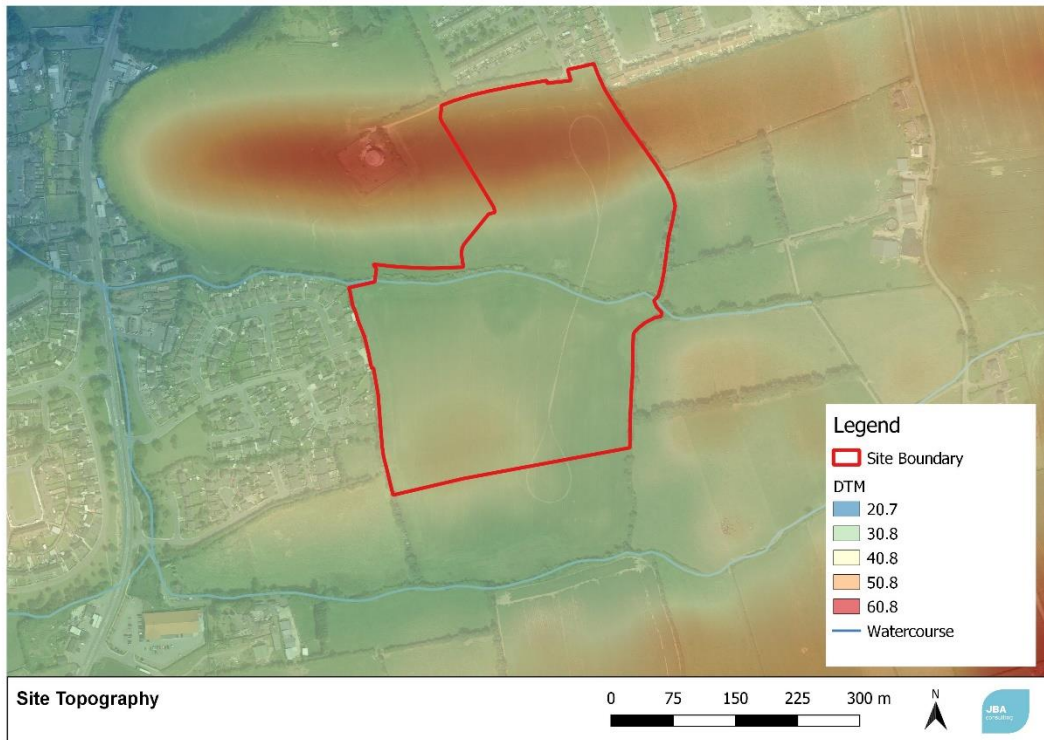 Legend
Site Boundary
DTM
20.7
30.8
40.8
50.8
60.8
Watercourse
Site Topography
0 75 150 225 300 m
N
JBA
consulting